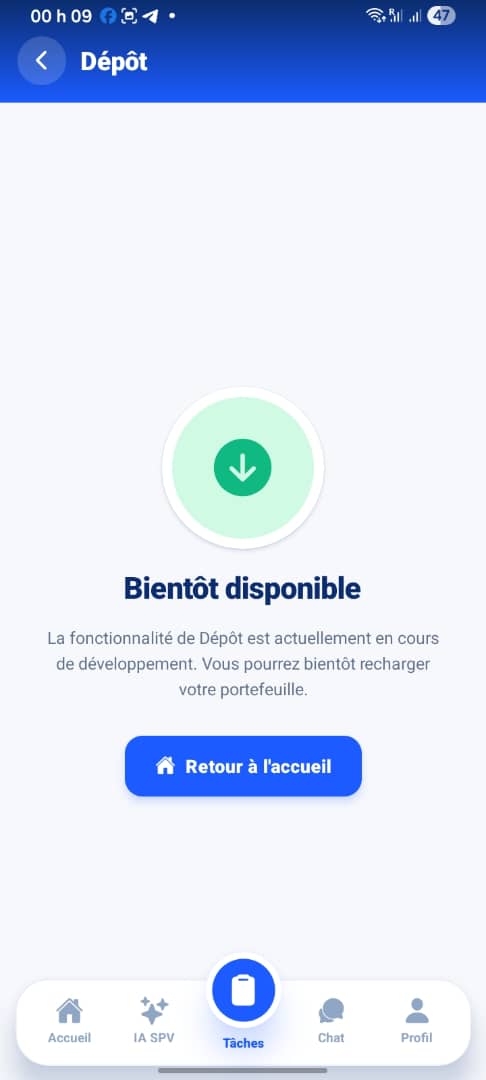 00 h 09
47
Dépôt
Bientôt disponible
La fonctionnalité de Dépôt est actuellement en cours
de développement. Vous pourrez bientôt recharger
votre portefeuille.
Retour à l'accueil
Accueil
IA SPV
Tâches
Chat
Profil